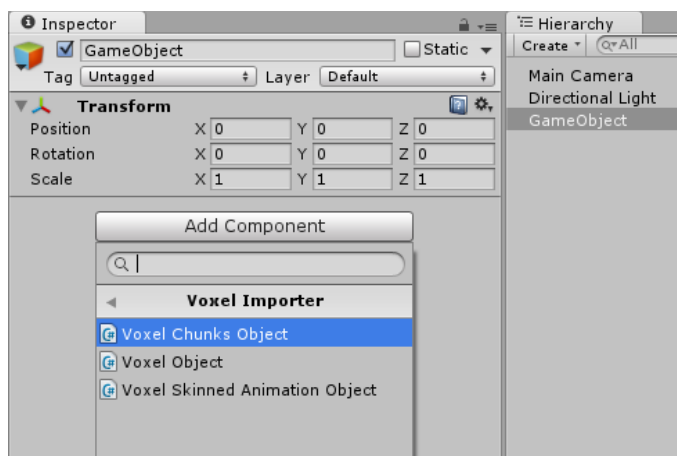 Inspector
GameObject Static
Tag Untagged Layer Default
Transform
Position X 0 Y 0 Z 0
Rotation X 0 Y 0 Z 0
Scale X 1 Y 1 Z 1
Add Component
Voxel Importer
Voxel Chunks Object
Voxel Object
Voxel Skinned Animation Object
Hierarchy
Create All
Main Camera
Directional Light
GameObject